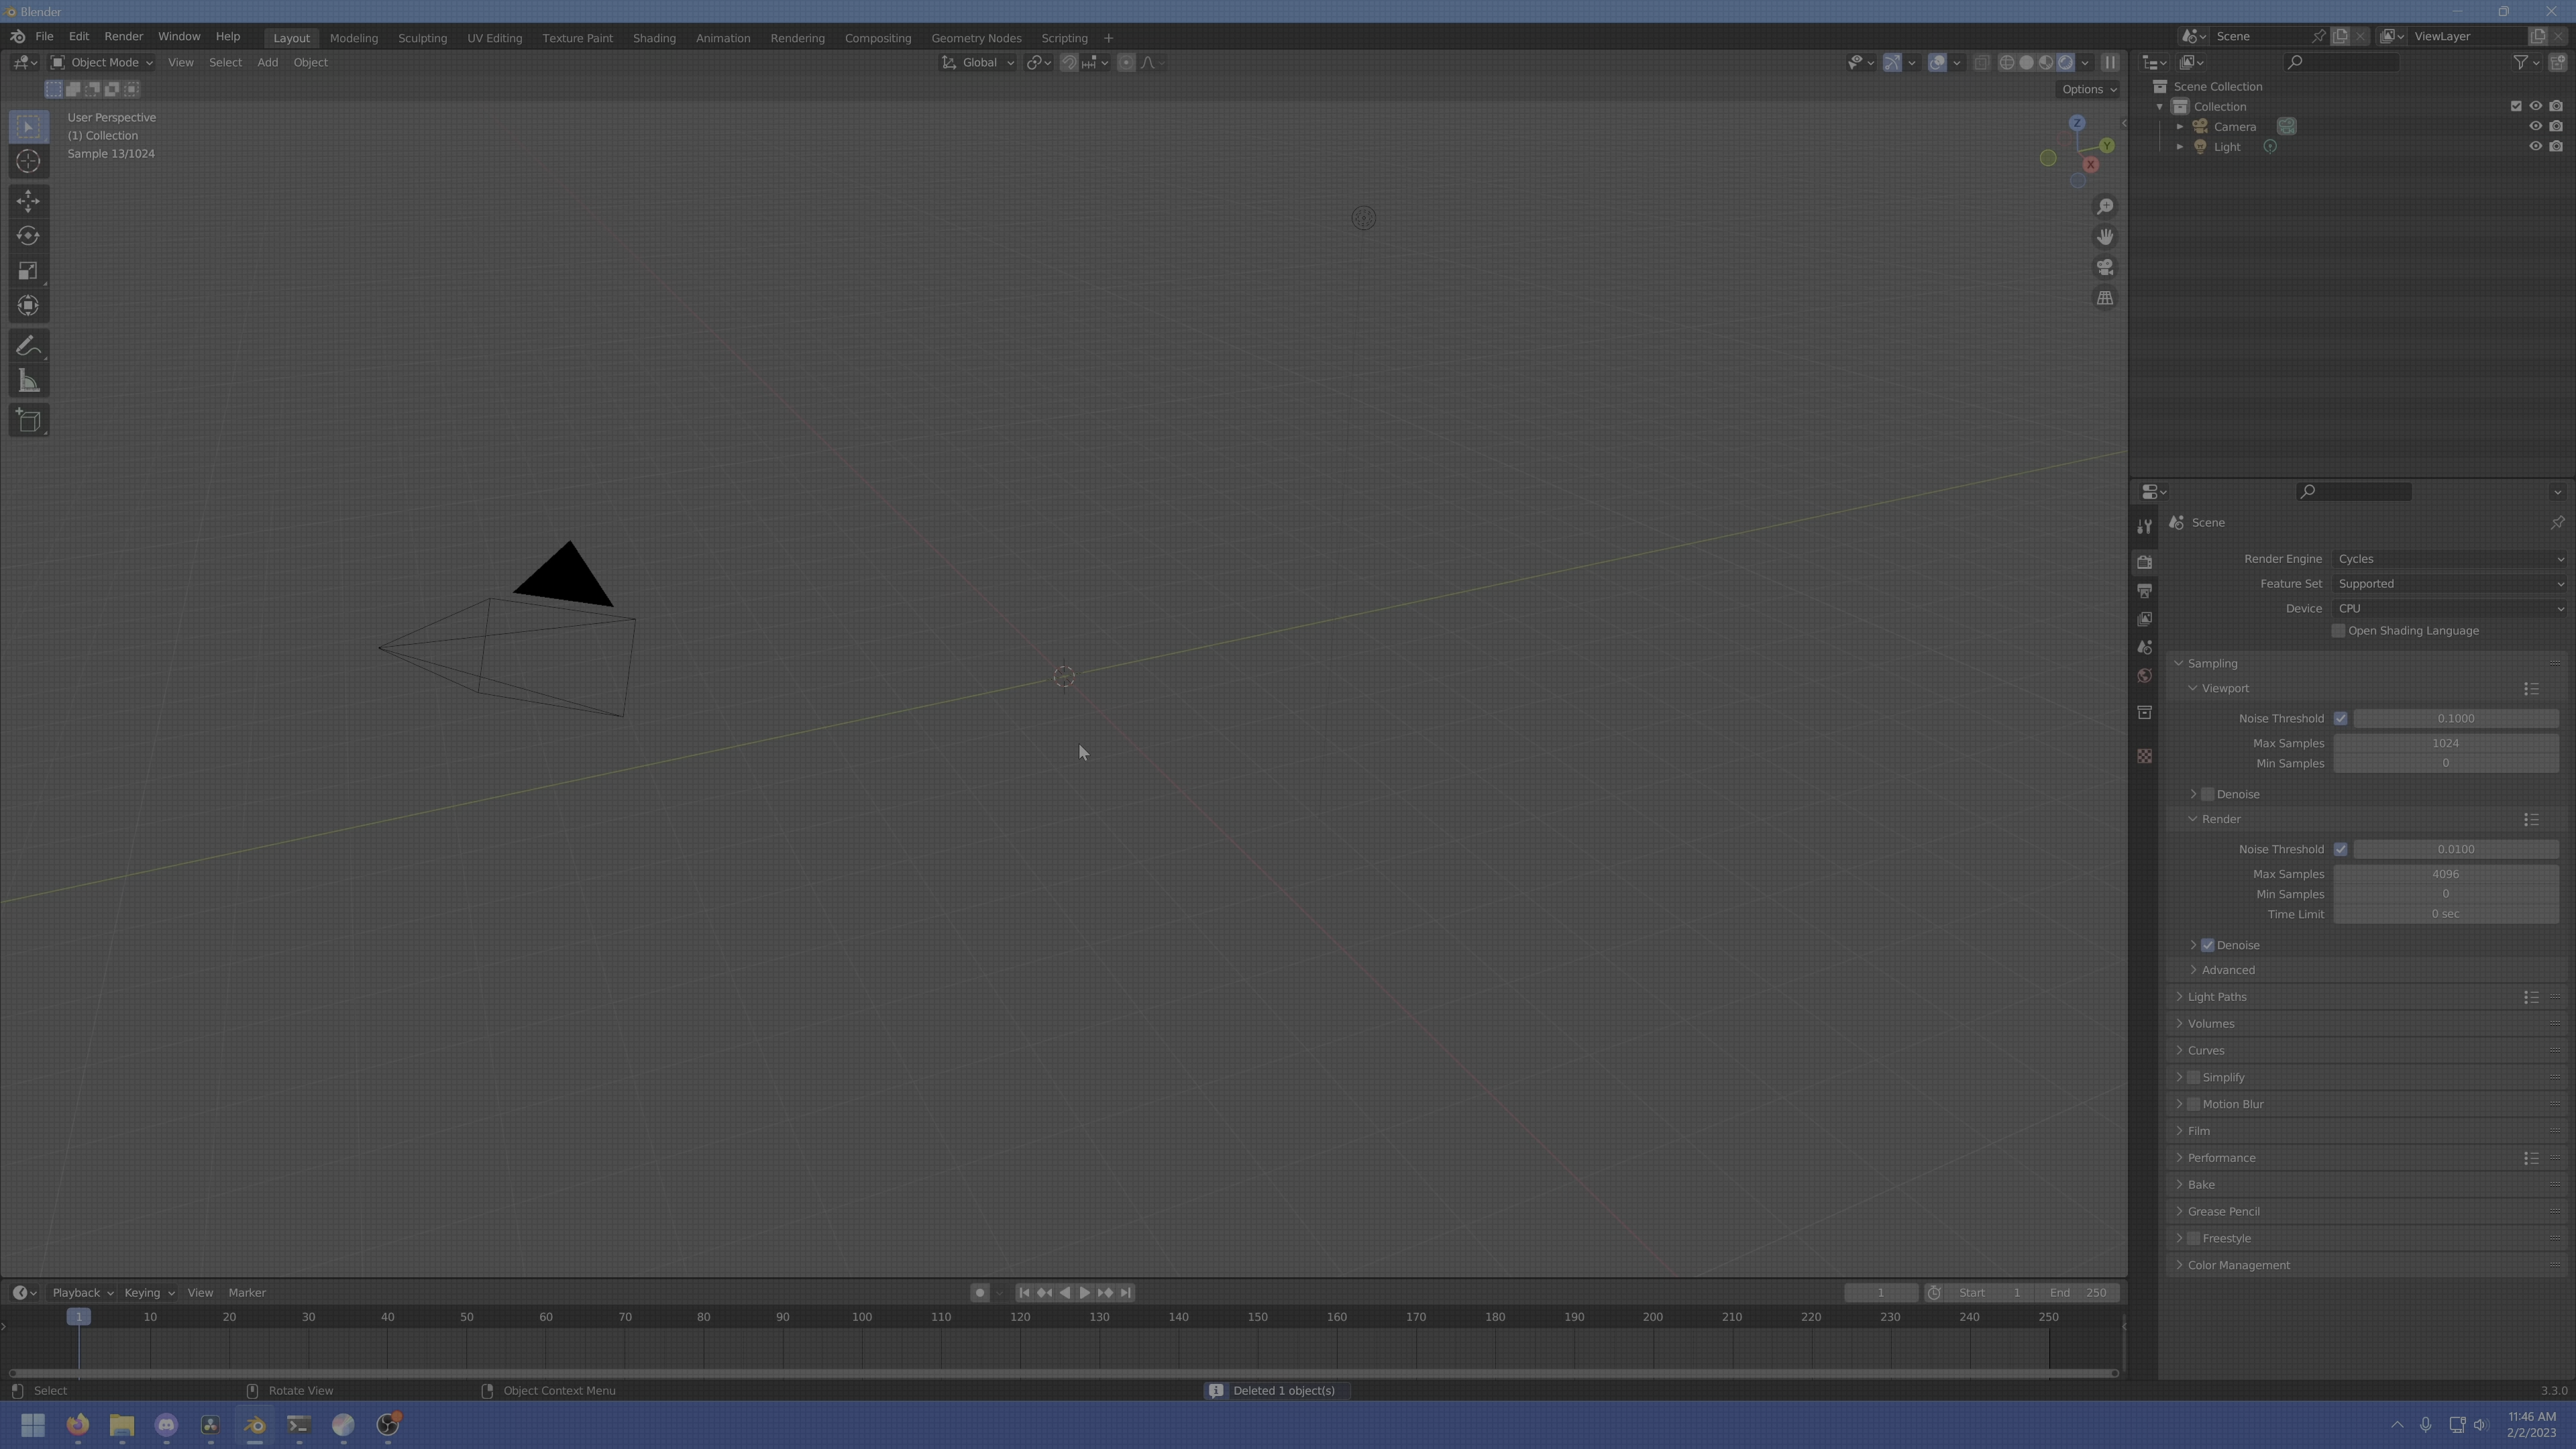 Blender
File Edit Render Window Help Layout Modeling Sculpting UV Editing Texture Paint Shading Animation Rendering Compositing Geometry Nodes Scripting + Scene ViewLayer
Object Mode View Select Add Object Global
Options
User Perspective
(1) Collection
Sample 13/1024
Z
Y
X
Scene Collection
Collection
Camera
Light
Scene
Render Engine Cycles
Feature Set Supported
Device CPU
Open Shading Language
Sampling
Viewport
Noise Threshold 0.1000
Max Samples 1024
Min Samples 0
Denoise
Render
Noise Threshold 0.0100
Max Samples 4096
Min Samples 0
Time Limit 0 sec
Denoise
Advanced
Light Paths
Volumes
Curves
Simplify
Motion Blur
Film
Performance
Bake
Grease Pencil
Freestyle
Color Management
Playback Keying View Marker 1 Start 1 End 250
1 10 20 30 40 50 60 70 80 90 100 110 120 130 140 150 160 170 180 190 200 210 220 230 240 250
Select Rotate View Object Context Menu Deleted 1 object(s) 3.3.0
11:46 AM
2/2/2023